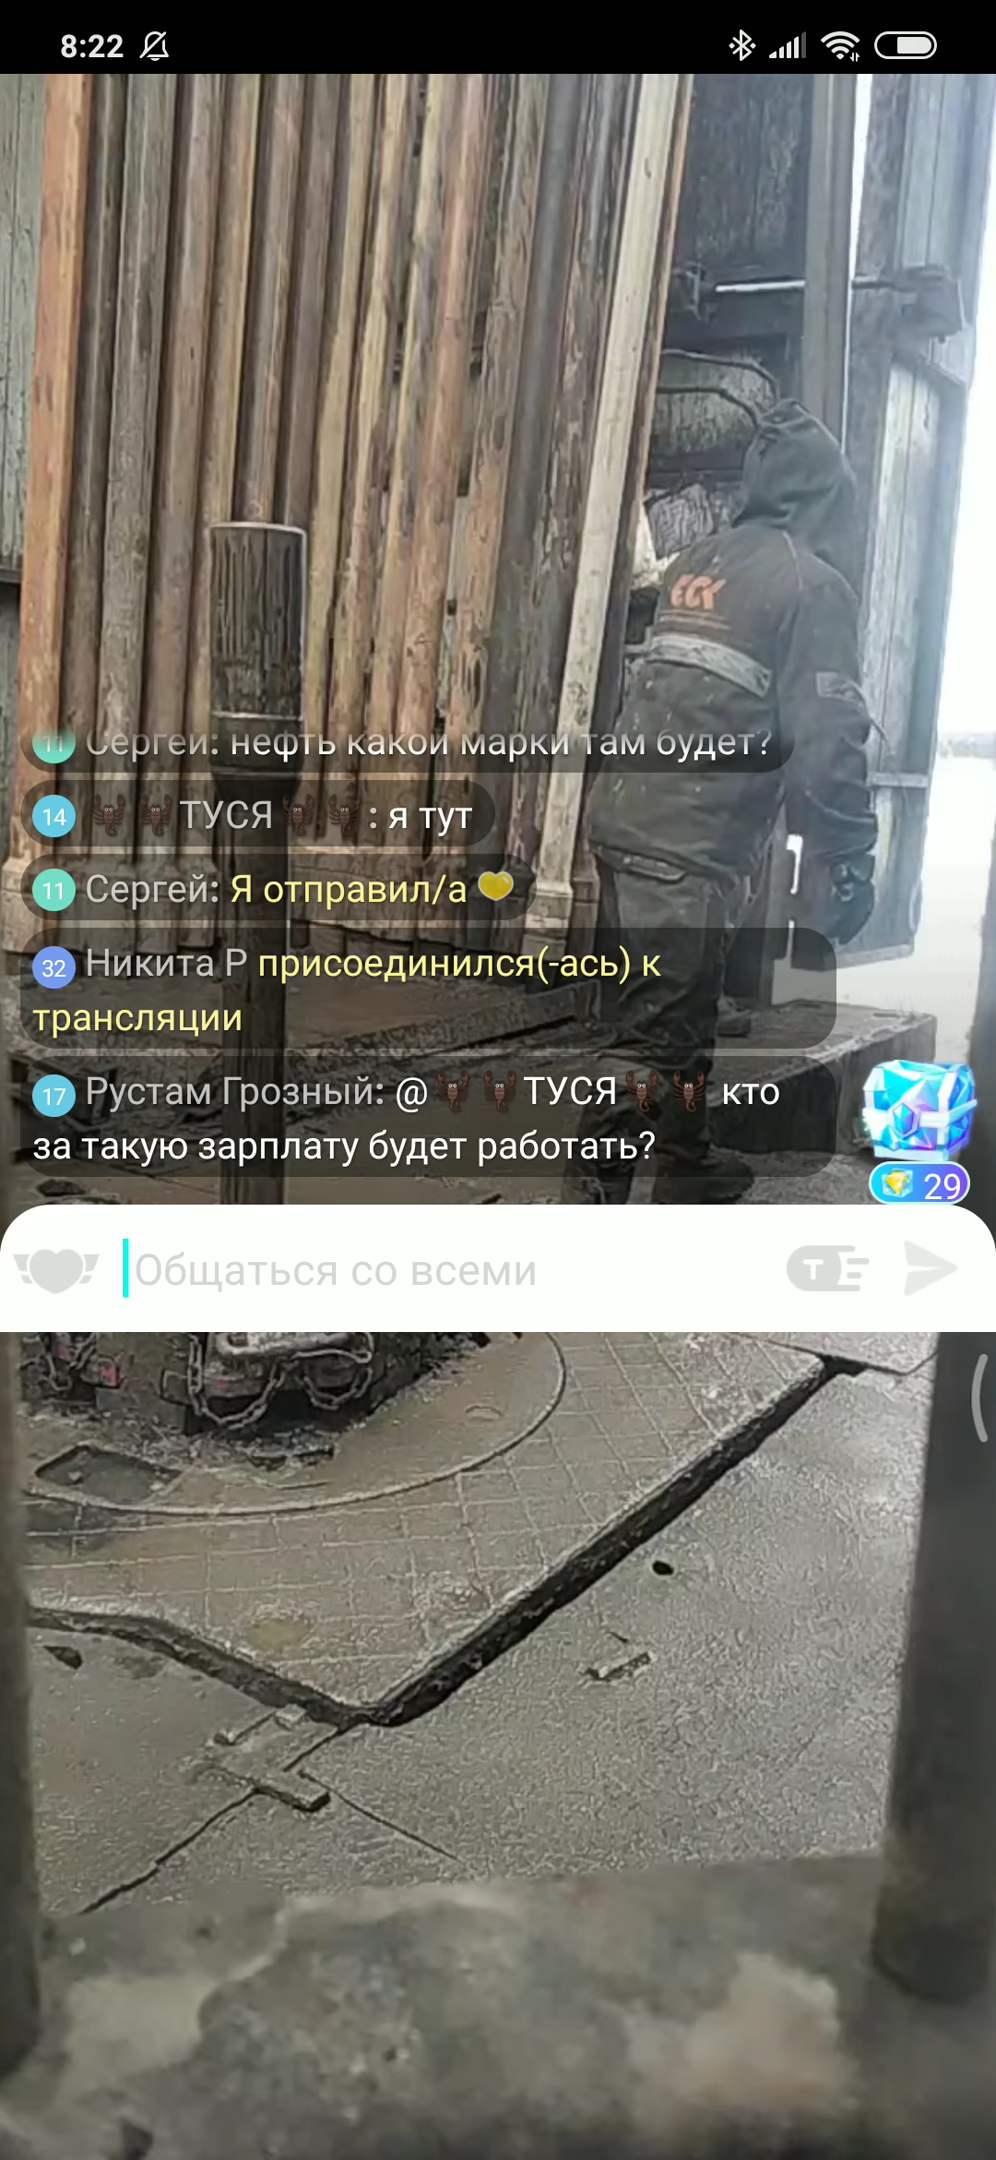 8:22
ЕСК
11 Сергей: нефть какой марки там будет?
14 🦂🦂ТУСЯ🦂🦂: я тут
11 Сергей: Я отправил/а 💛
32 Никита Р присоединился(-ась) к
трансляции
17 Рустам Грозный: @🦂🦂ТУСЯ🦂🦂 кто
за такую зарплату будет работать?
29
Общаться со всеми
T